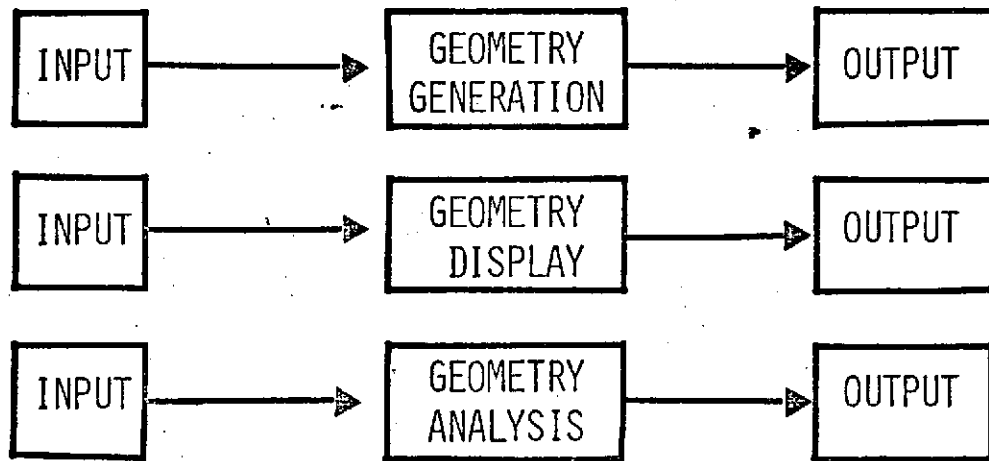 INPUT
GEOMETRY
GENERATION
OUTPUT
INPUT
GEOMETRY
DISPLAY
OUTPUT
INPUT
GEOMETRY
ANALYSIS
OUTPUT